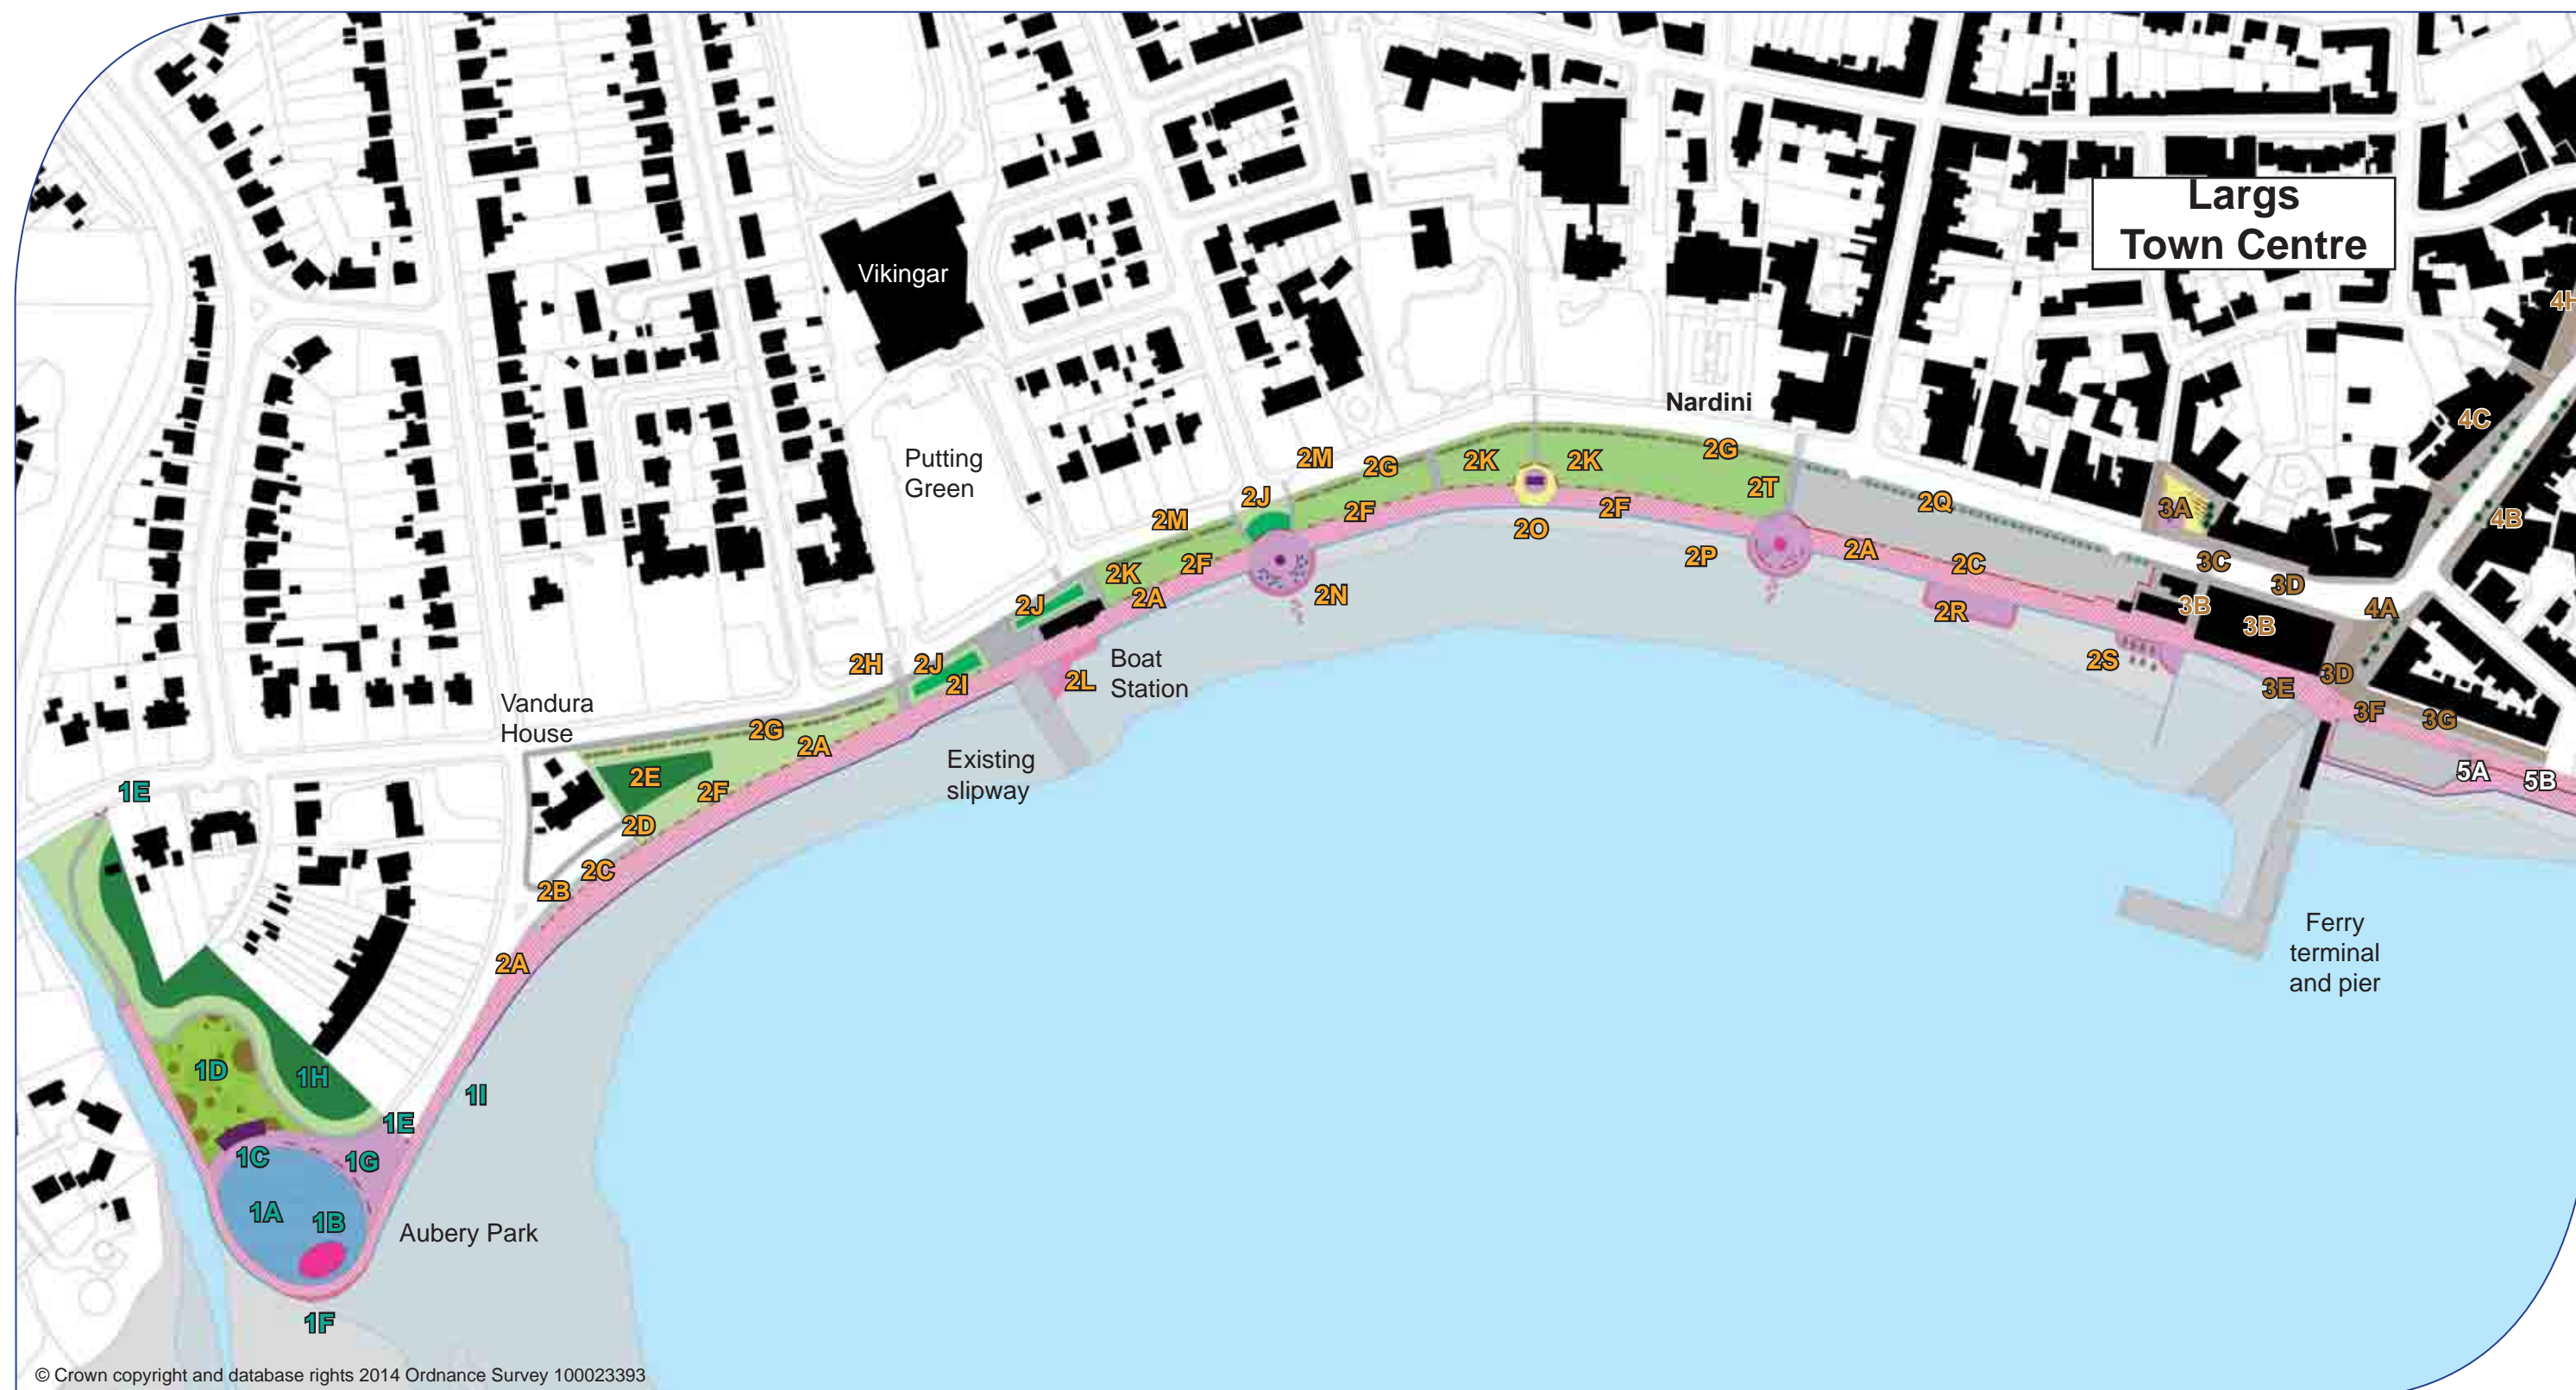 Largs
Town Centre
Vikingar
4H
Nardini
4C
Putting
Green
2M
2G
2K
2K
2G
2T
2J
2F
2F
2Q
3A
4B
2M
2O
2P
2A
2C
3C
3D
2K
2F
2A
2N
2R
3B
3B
4A
2J
2H
2J
2I
2L
Boat
Station
2S
3D
3E
3F
3G
Vandura
House
2G
2A
Existing
slipway
5A
5B
1E
2E
2F
2D
2C
2B
2A
Ferry
terminal
and pier
1D
1H
1I
1E
1C
1G
1A
1B
Aubery Park
1F
© Crown copyright and database rights 2014 Ordnance Survey 100023393